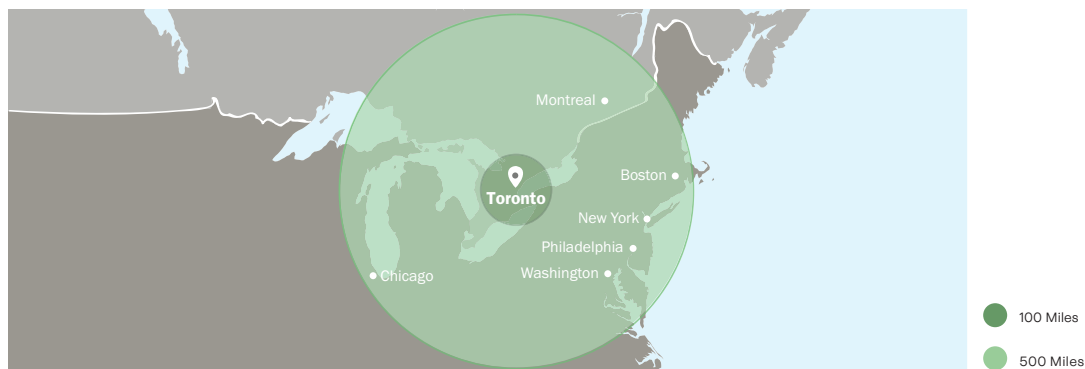 Montreal
Boston
Toronto
New York
Philadelphia
Washington
Chicago
100 Miles
500 Miles